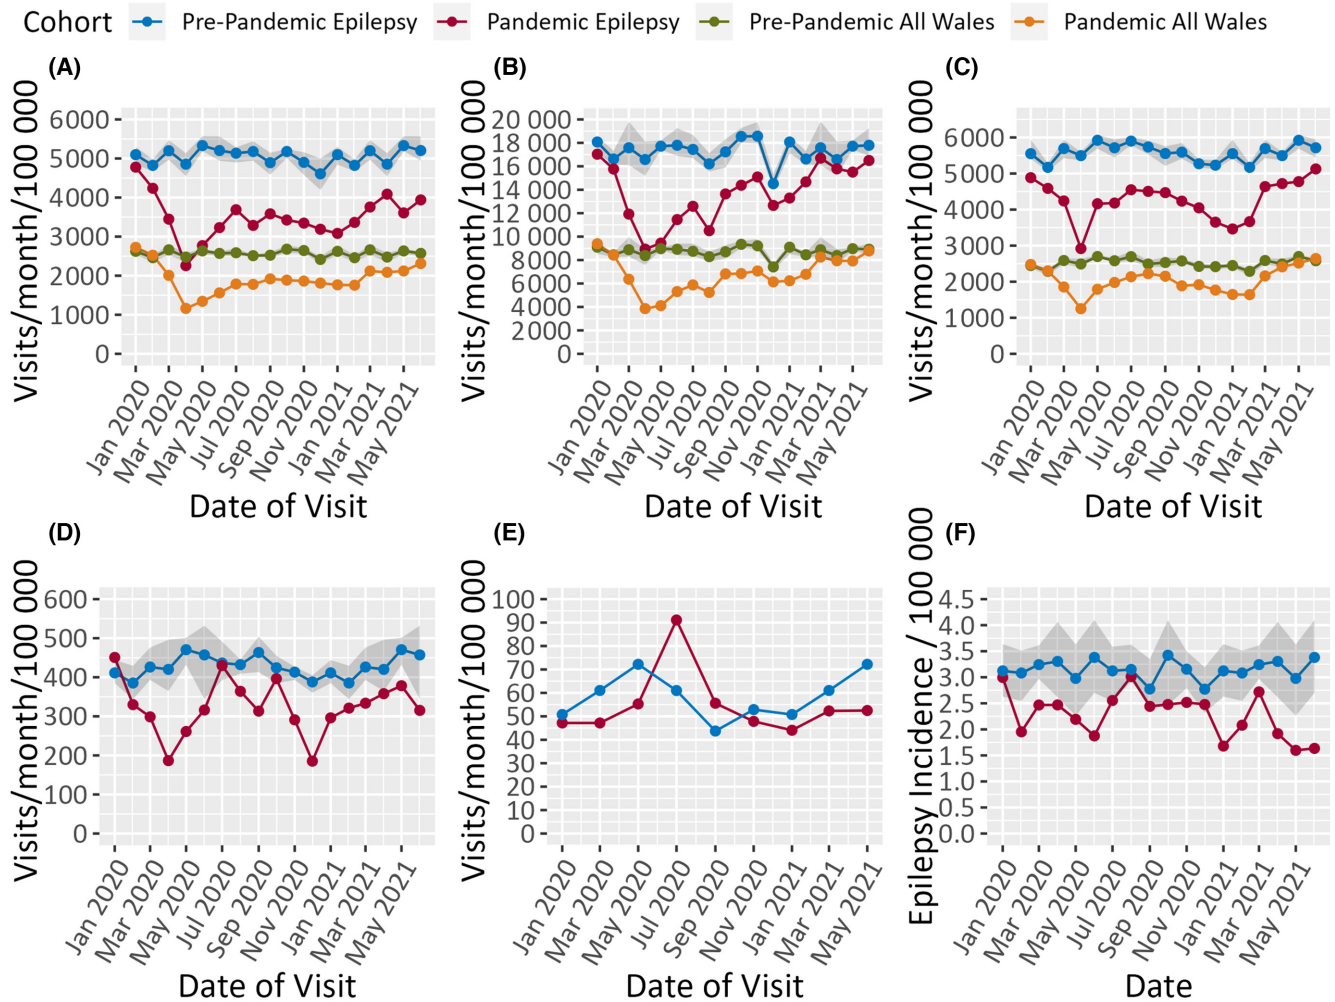 Cohort Pre-Pandemic Epilepsy Pandemic Epilepsy Pre-Pandemic All Wales Pandemic All Wales
(A)
Visits/month/100 000
6000
5000
4000
3000
2000
1000
0
Jan 2020
Mar 2020
May 2020
Jul 2020
Sep 2020
Nov 2020
Jan 2021
Mar 2021
May 2021
Date of Visit
(B)
Visits/month/100 000
20 000
18 000
16 000
14 000
12 000
10 000
8 000
6 000
4 000
2 000
0
Jan 2020
Mar 2020
May 2020
Jul 2020
Sep 2020
Nov 2020
Jan 2021
Mar 2021
May 2021
Date of Visit
(C)
Visits/month/100 000
6000
5000
4000
3000
2000
1000
0
Jan 2020
Mar 2020
May 2020
Jul 2020
Sep 2020
Nov 2020
Jan 2021
Mar 2021
May 2021
Date of Visit
(D)
Visits/month/100 000
600
500
400
300
200
100
0
Jan 2020
Mar 2020
May 2020
Jul 2020
Sep 2020
Nov 2020
Jan 2021
Mar 2021
May 2021
Date of Visit
(E)
Visits/month/100 000
100
90
80
70
60
50
40
30
20
10
0
Jan 2020
Mar 2020
May 2020
Jul 2020
Sep 2020
Nov 2020
Jan 2021
Mar 2021
May 2021
Date of Visit
(F)
Epilepsy Incidence / 100 000
4.5
4.0
3.5
3.0
2.5
2.0
1.5
1.0
0.5
0.0
Jan 2020
Mar 2020
May 2020
Jul 2020
Sep 2020
Nov 2020
Jan 2021
Mar 2021
May 2021
Date